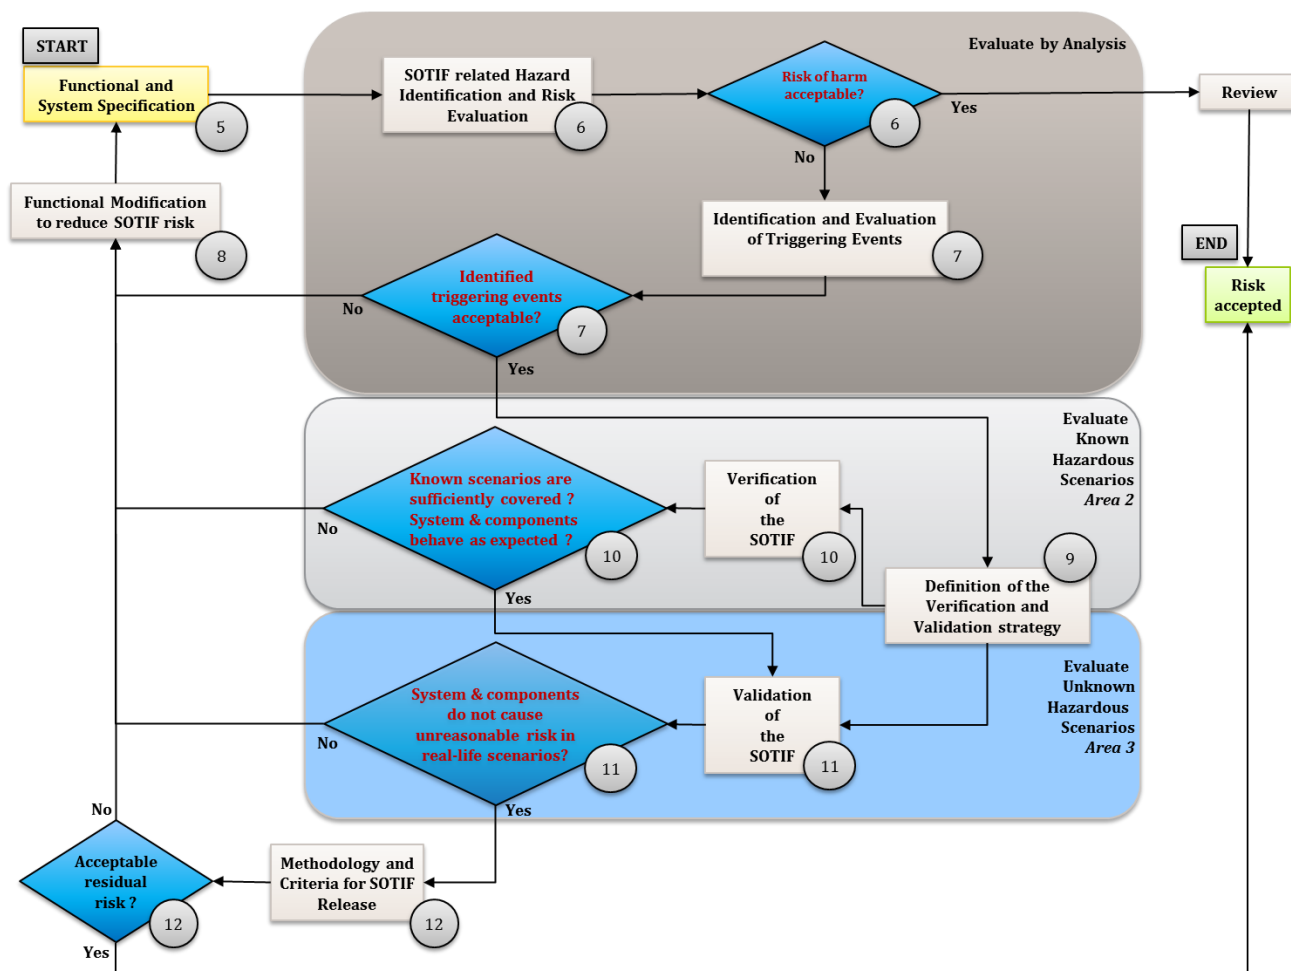 START
Functional and
System Specification
5
SOTIF related Hazard
Identification and Risk
Evaluation
6
Risk of harm
acceptable?
6
Evaluate by Analysis
Yes
Review
No
Functional Modification
to reduce SOTIF risk
8
Identification and Evaluation
of Triggering Events
7
END
Risk
accepted
Identified
triggering events
acceptable?
7
No
Yes
Evaluate
Known
Hazardous
Scenarios
Area 2
Known scenarios are
sufficiently covered ?
System & components
behave as expected ?
10
No
Yes
Verification
of
the
SOTIF
10
9
Definition of the
Verification and
Validation strategy
Evaluate
Unknown
Hazardous
Scenarios
Area 3
System & components
do not cause
unreasonable risk in
real-life scenarios?
11
No
Yes
Validation
of
the
SOTIF
11
No
Acceptable
residual
risk ?
12
Yes
Methodology and
Criteria for SOTIF
Release
12